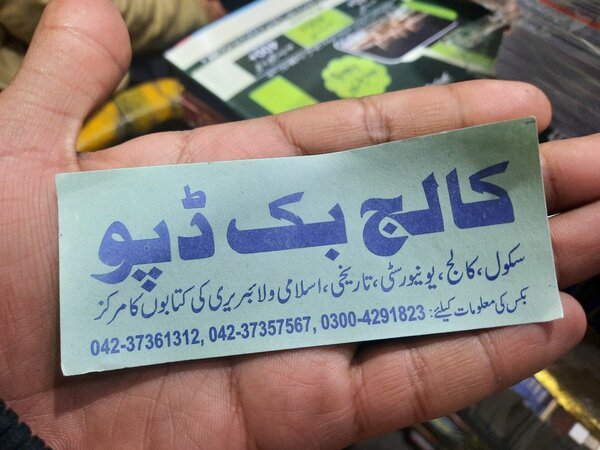 کالج بک ڈپو
سکول، کالج، یونیورسٹی، تاریخی، اسلامی ولائبریری کی کتابوں کا مرکز
بکس کی معلومات کیلئے: 0300-4291823 ,042-37357567 ,042-37361312